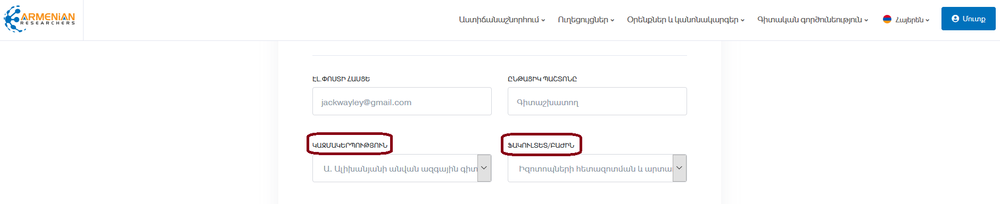 ARMENIAN
RESEARCHERS
Աստիճանաշնորհում Ուղեցույցներ Օրենքներ և կանոնակարգեր Գիտական գործունեություն Հայերեն Մուտք
ԷԼ.ՓՈՍՏԻ ՀԱՍՑԵ ԸՆԹԱՑԻԿ ՊԱՇՏՈՆԸ
jackwayley@gmail.com Գիտաշխատող
ԿԱԶՄԱԿԵՐՊՈՒԹՅՈՒՆ ՖԱԿՈՒԼՏԵՏ/ԲԱԺԻՆ
Ա. Ալիխանյանի անվան ազգային գիտ Իզոտոպների հետազոտման և արտա